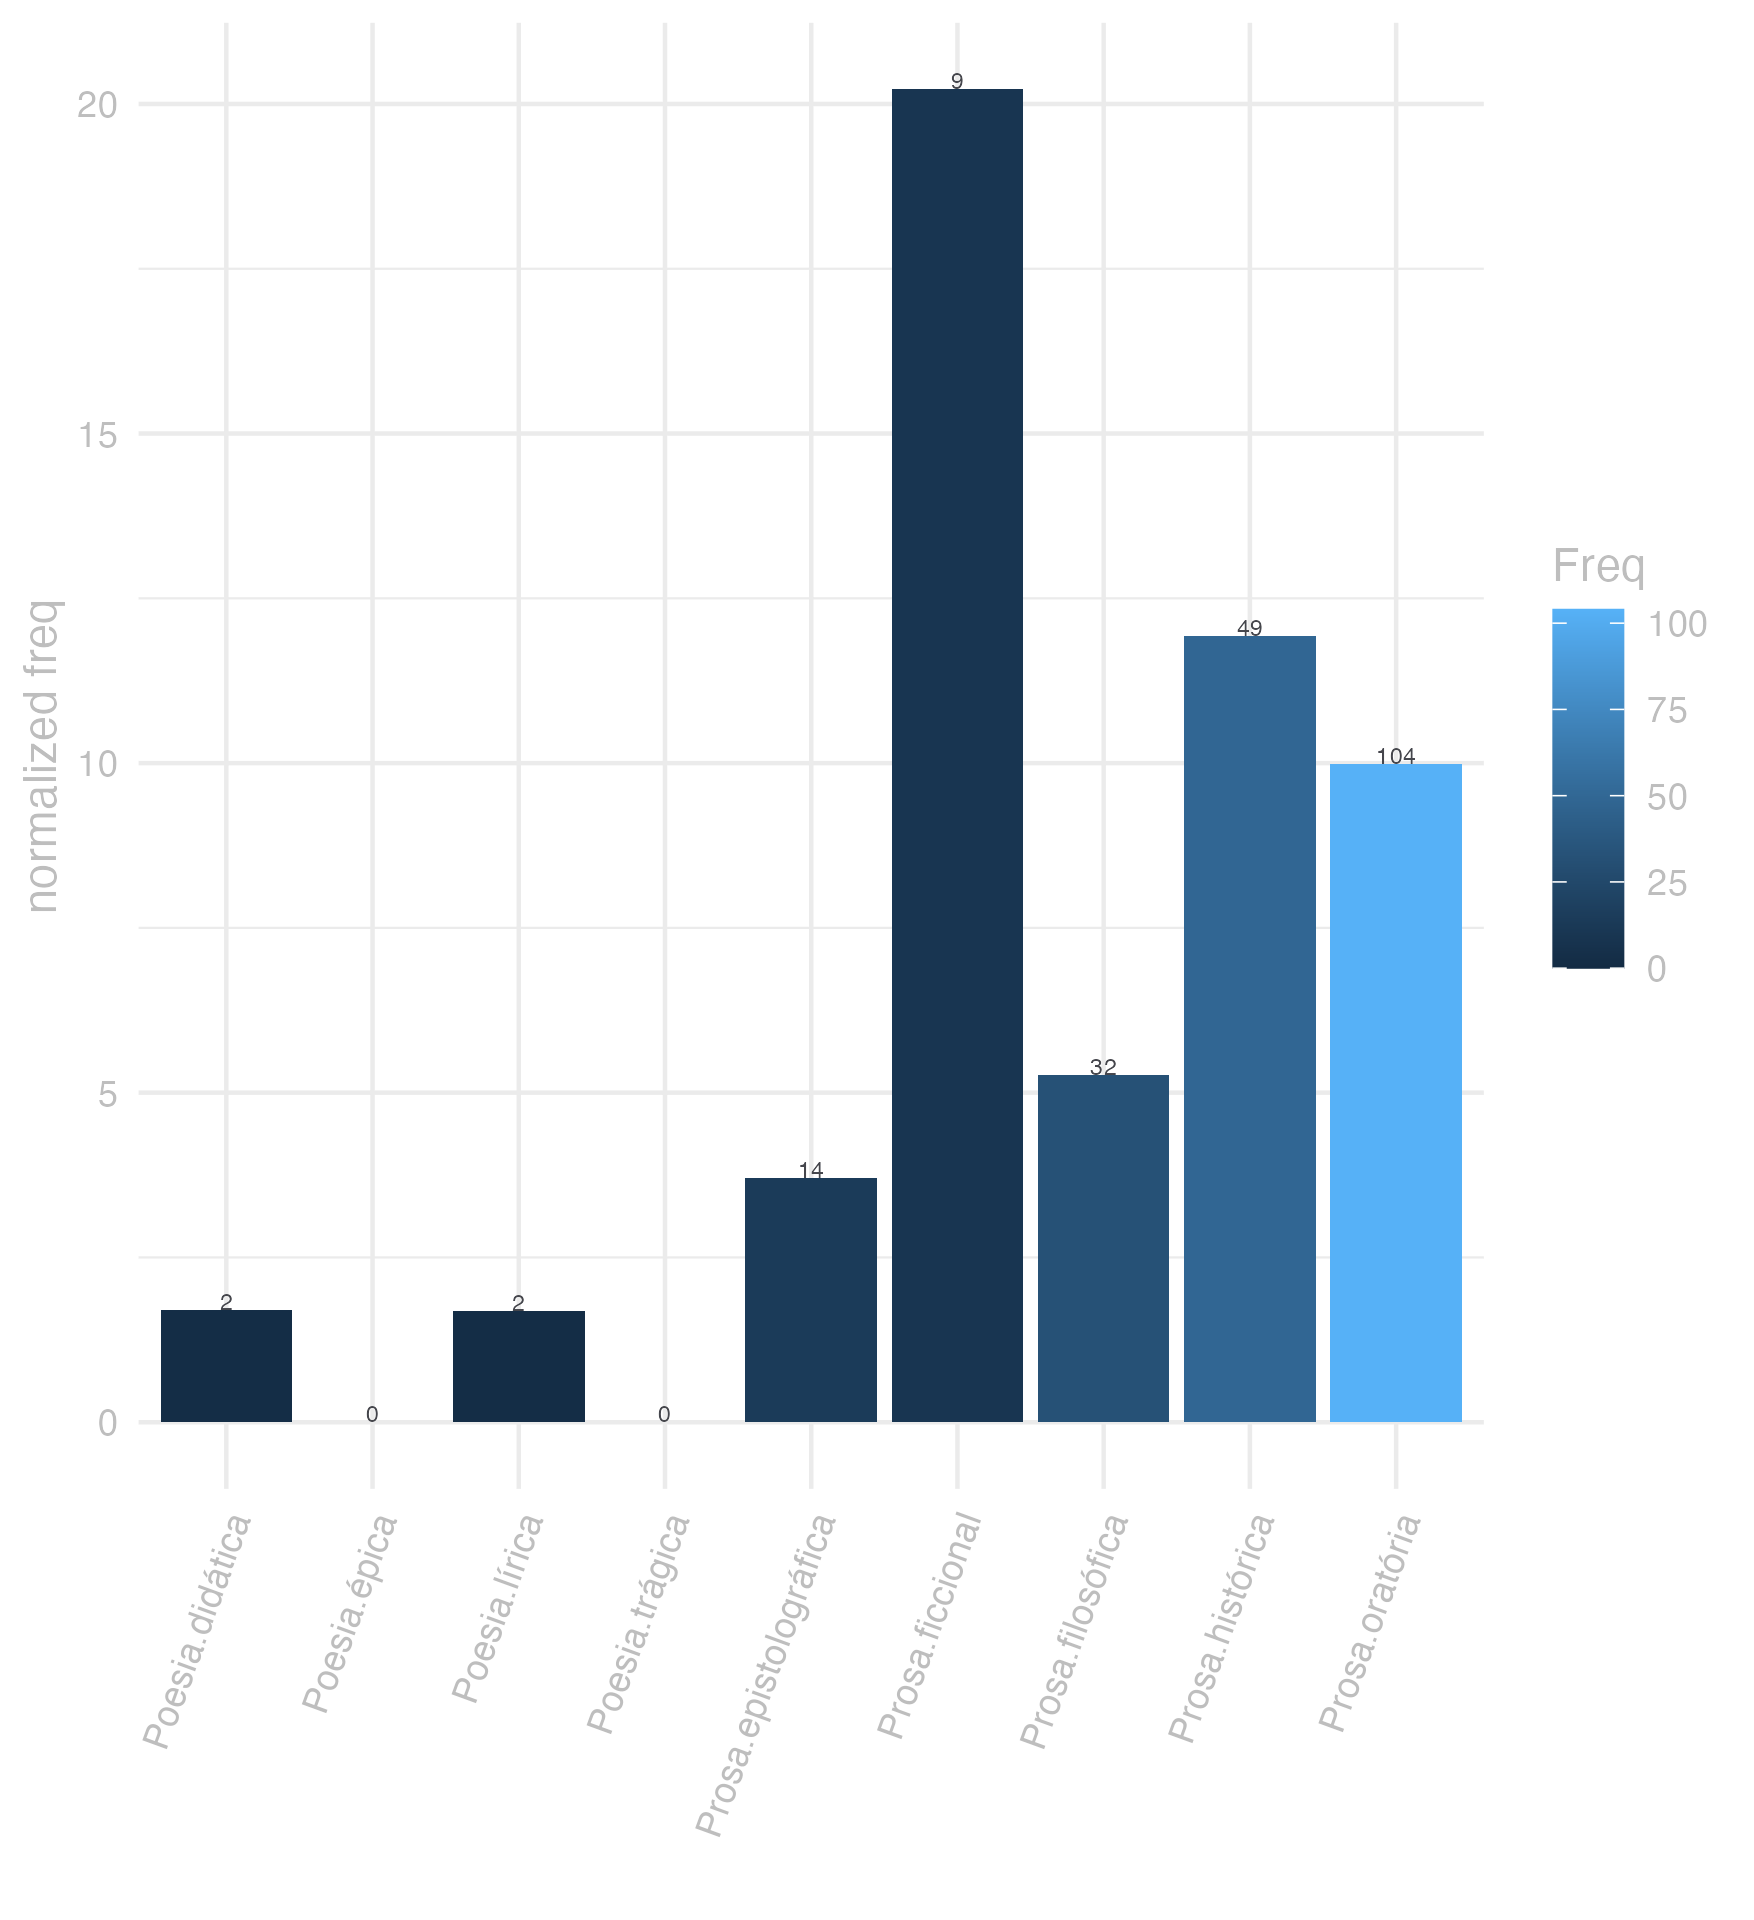 normalized freq
20
15
10
5
0
2
0
2
0
14
9
32
49
104
Poesia.didática
Poesia.épica
Poesia.lírica
Poesia.trágica
Prosa.epistolográfica
Prosa.ficcional
Prosa.filosófica
Prosa.histórica
Prosa.oratória
Freq
100
75
50
25
0